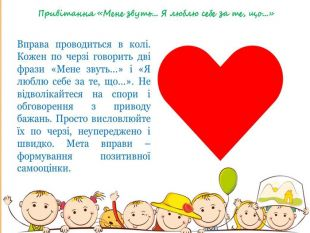 Привітання «Мене звуть... Я люблю себе за те, що...»
Вправа проводиться в колі.
Кожен по черзі говорить дві
фрази «Мене звуть...» і «Я
люблю себе за те, що...». Не
відволікайтеся на спори і
обговорення з приводу
бажань. Просто висловлюйте
їх по черзі, неупереджено і
швидко. Мета вправи –
формування позитивної
самооцінки.